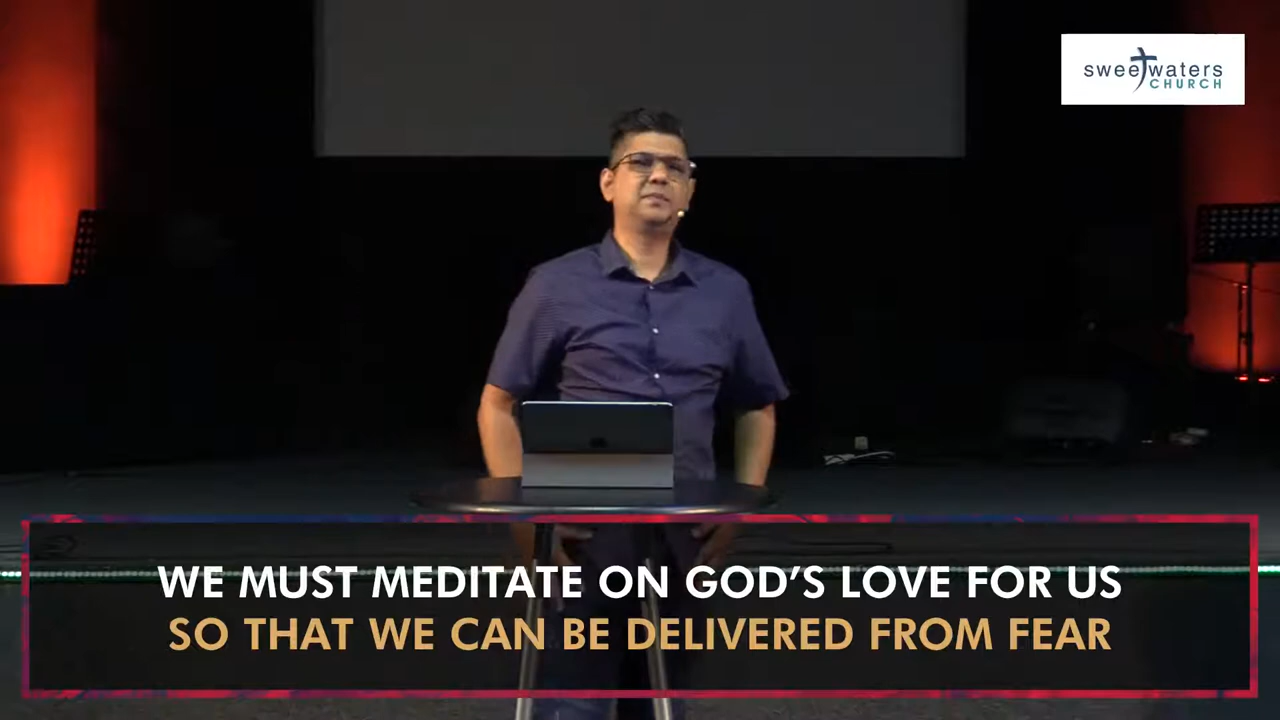 sweetwaters
CHURCH
WE MUST MEDITATE ON GOD'S LOVE FOR US
SO THAT WE CAN BE DELIVERED FROM FEAR